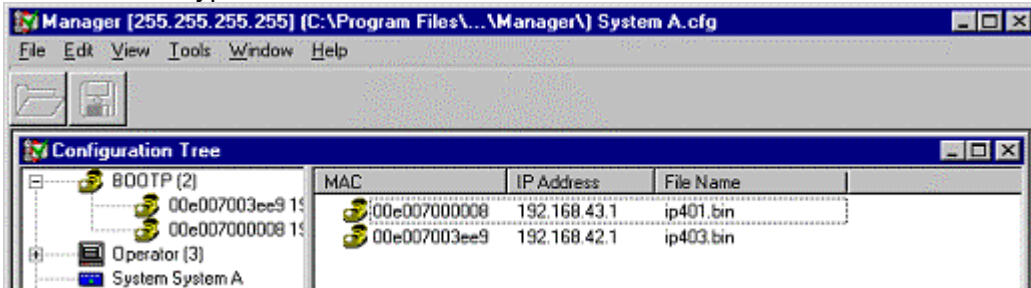 Manager [255.255.255.255] (C:\Program Files\...\Manager\) System A.cfg
File Edit View Tools Window Help
Configuration Tree
BOOTP (2)
00e007003ee9 19
00e007000008 19
Operator (3)
System System A
MAC IP Address File Name
00e007000008 192.168.43.1 ip401.bin
00e007003ee9 192.168.42.1 ip403.bin